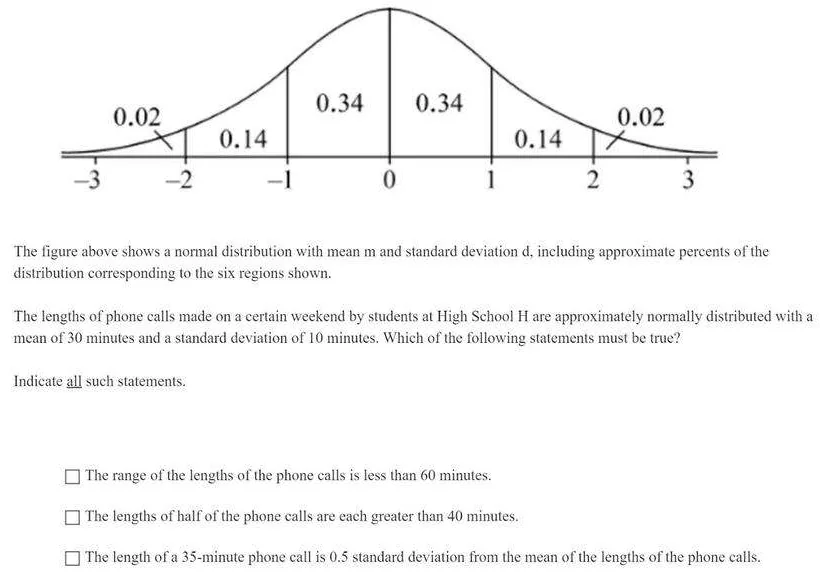 0.02 0.34 0.34 0.02
0.14 0.14
–3 –2 –1 0 1 2 3
The figure above shows a normal distribution with mean m and standard deviation d, including approximate percents of the
distribution corresponding to the six regions shown.
The lengths of phone calls made on a certain weekend by students at High School H are approximately normally distributed with a
mean of 30 minutes and a standard deviation of 10 minutes. Which of the following statements must be true?
Indicate all such statements.
The range of the lengths of the phone calls is less than 60 minutes.
The lengths of half of the phone calls are each greater than 40 minutes.
The length of a 35-minute phone call is 0.5 standard deviation from the mean of the lengths of the phone calls.